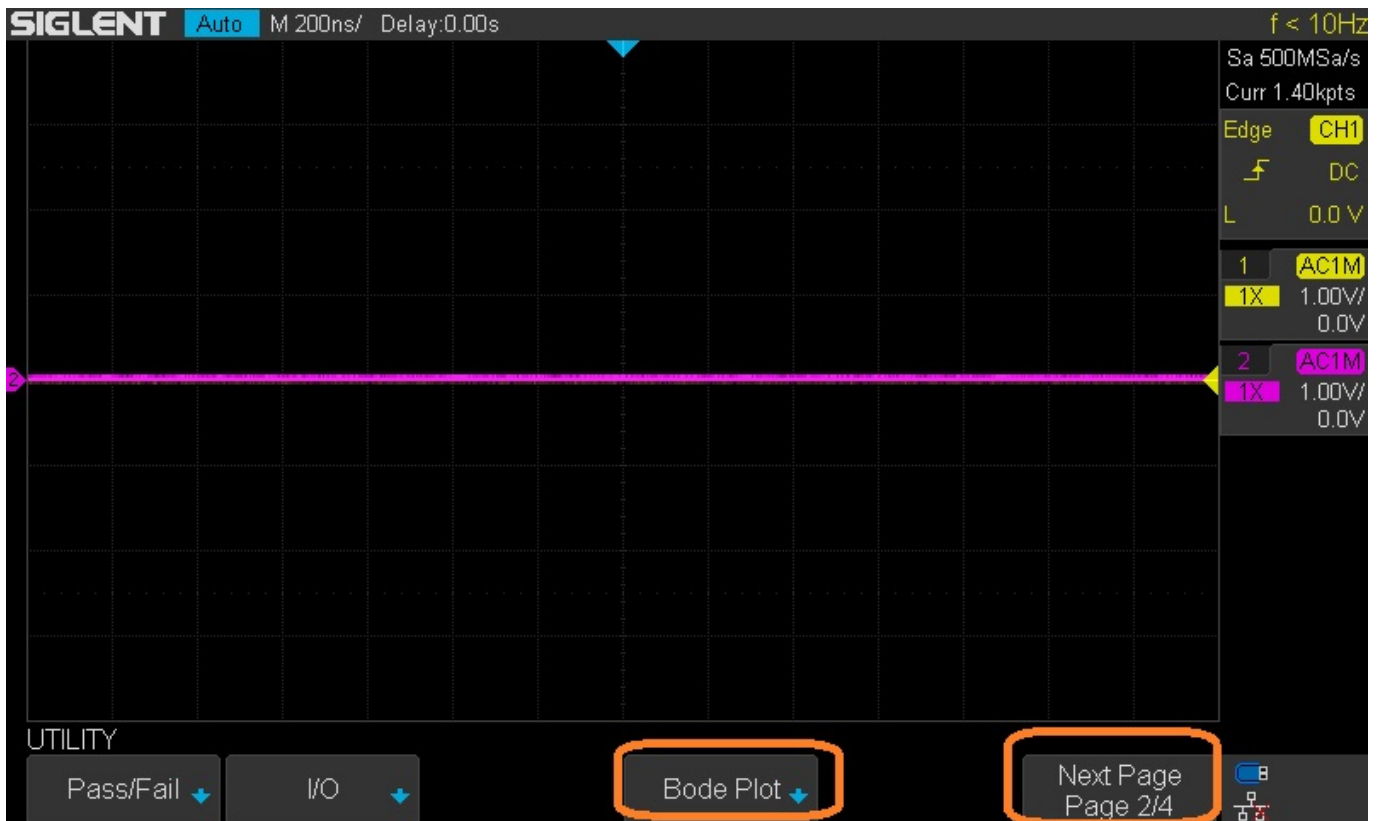 SIGLENT Auto M 200ns/ Delay:0.00s f < 10Hz
Sa 500MSa/s
Curr 1.40kpts
Edge CH1
DC
L 0.0 V
1 AC1M
1X 1.00V/
0.0V
2 AC1M
1X 1.00V/
0.0V
2
UTILITY
Pass/Fail I/O Bode Plot Next Page
Page 2/4